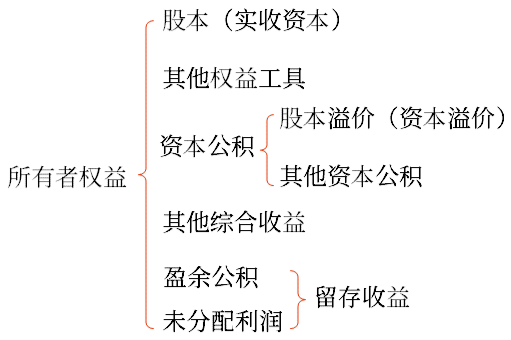 股本（实收资本）
其他权益工具
股本溢价（资本溢价）
资本公积
其他资本公积
所有者权益
其他综合收益
盈余公积
留存收益
未分配利润